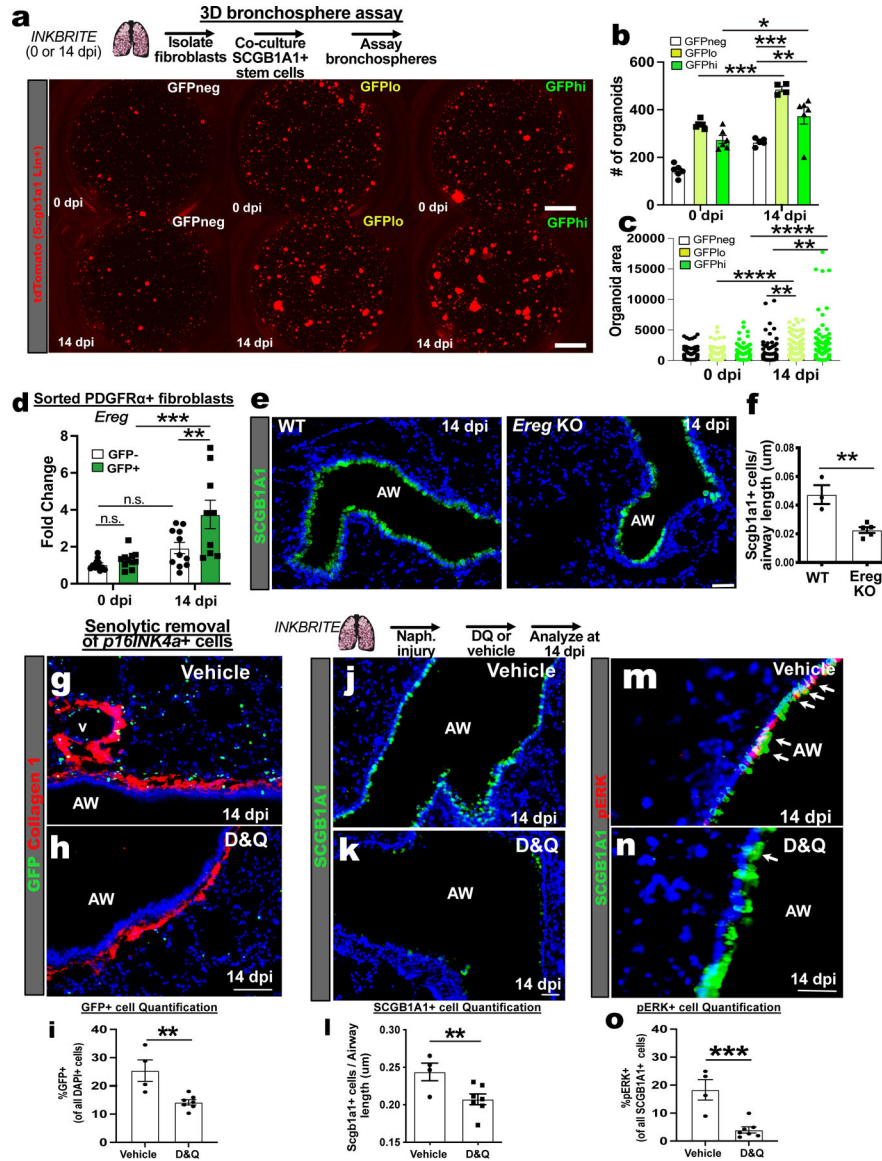 a
3D bronchosphere assay
INKBRITE
(0 or 14 dpi)
Isolate
fibroblasts
Co-culture
SCGB1A1+
stem cells
Assay
bronchospheres
tdTomato (Scgb1a1 Lin+)
GFPneg
GFPlo
GFPhi
0 dpi
0 dpi
0 dpi
GFPneg
GFPlo
GFPhi
14 dpi
14 dpi
14 dpi
b
GFPneg
GFPlo
GFPhi
*
***
**
***
# of organoids
600
400
200
0
0 dpi
14 dpi
c
GFPneg
GFPlo
GFPhi
****
**
****
**
Organoid area
20000
15000
10000
5000
0
0 dpi
14 dpi
d
Sorted PDGFRα+ fibroblasts
Ereg
***
**
GFP-
GFP+
n.s.
n.s.
Fold Change
8
6
4
2
0
0 dpi
14 dpi
e
SCGB1A1
WT
14 dpi
AW
Ereg KO
14 dpi
AW
f
**
Scgb1a1+ cells/
airway length (um)
0.08
0.06
0.04
0.02
0.00
WT
Ereg
KO
Senolytic removal
of p16INK4a+ cells
INKBRITE
Naph.
injury
DQ or
vehicle
Analyze at
14 dpi
GFP Collagen 1
g
Vehicle
v
AW
14 dpi
h
D&Q
AW
14 dpi
SCGB1A1
j
Vehicle
AW
14 dpi
k
D&Q
AW
14 dpi
SCGB1A1 pERK
m
Vehicle
AW
14 dpi
n
D&Q
AW
14 dpi
i
GFP+ cell Quantification
**
%GFP+
(of all DAPI+ cells)
40
30
20
10
0
Vehicle
D&Q
l
SCGB1A1+ cell Quantification
**
Scgb1a1+ cells / Airway
length (um)
0.30
0.25
0.20
0.15
Vehicle
D&Q
o
pERK+ cell Quantification
***
%pERK+
(of all SCGB1A1+ cells)
40
30
20
10
0
Vehicle
D&Q